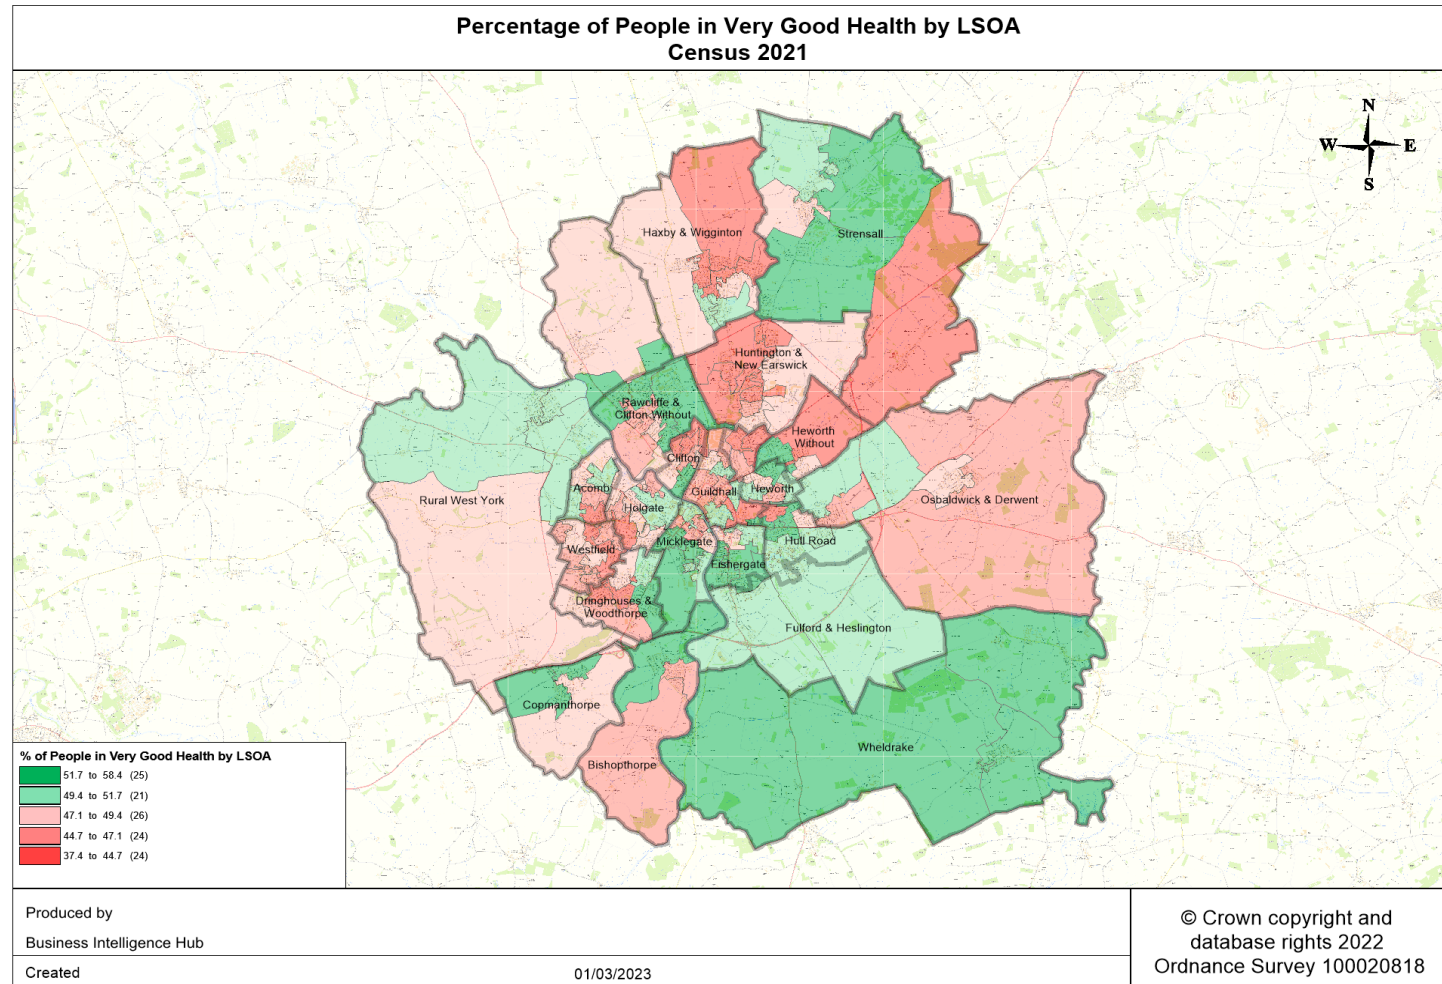 Percentage of People in Very Good Health by LSOA
Census 2021
N
W
E
S
Haxby & Wigginton
Strensall
Huntington &
New Earswick
Rawcliffe &
Clifton Without
Heworth
Without
Clifton
Rural West York
Acomb
Guildhall
Heworth
Osbaldwick & Derwent
Holgate
Westfield
Micklegate
Hull Road
Fishergate
Dringhouses &
Woodthorpe
Fulford & Heslington
Copmanthorpe
Wheldrake
Bishopthorpe
% of People in Very Good Health by LSOA
51.7 to 58.4 (25)
49.4 to 51.7 (21)
47.1 to 49.4 (26)
44.7 to 47.1 (24)
37.4 to 44.7 (24)
Produced by
Business Intelligence Hub
Created
01/03/2023
© Crown copyright and
database rights 2022
Ordnance Survey 100020818